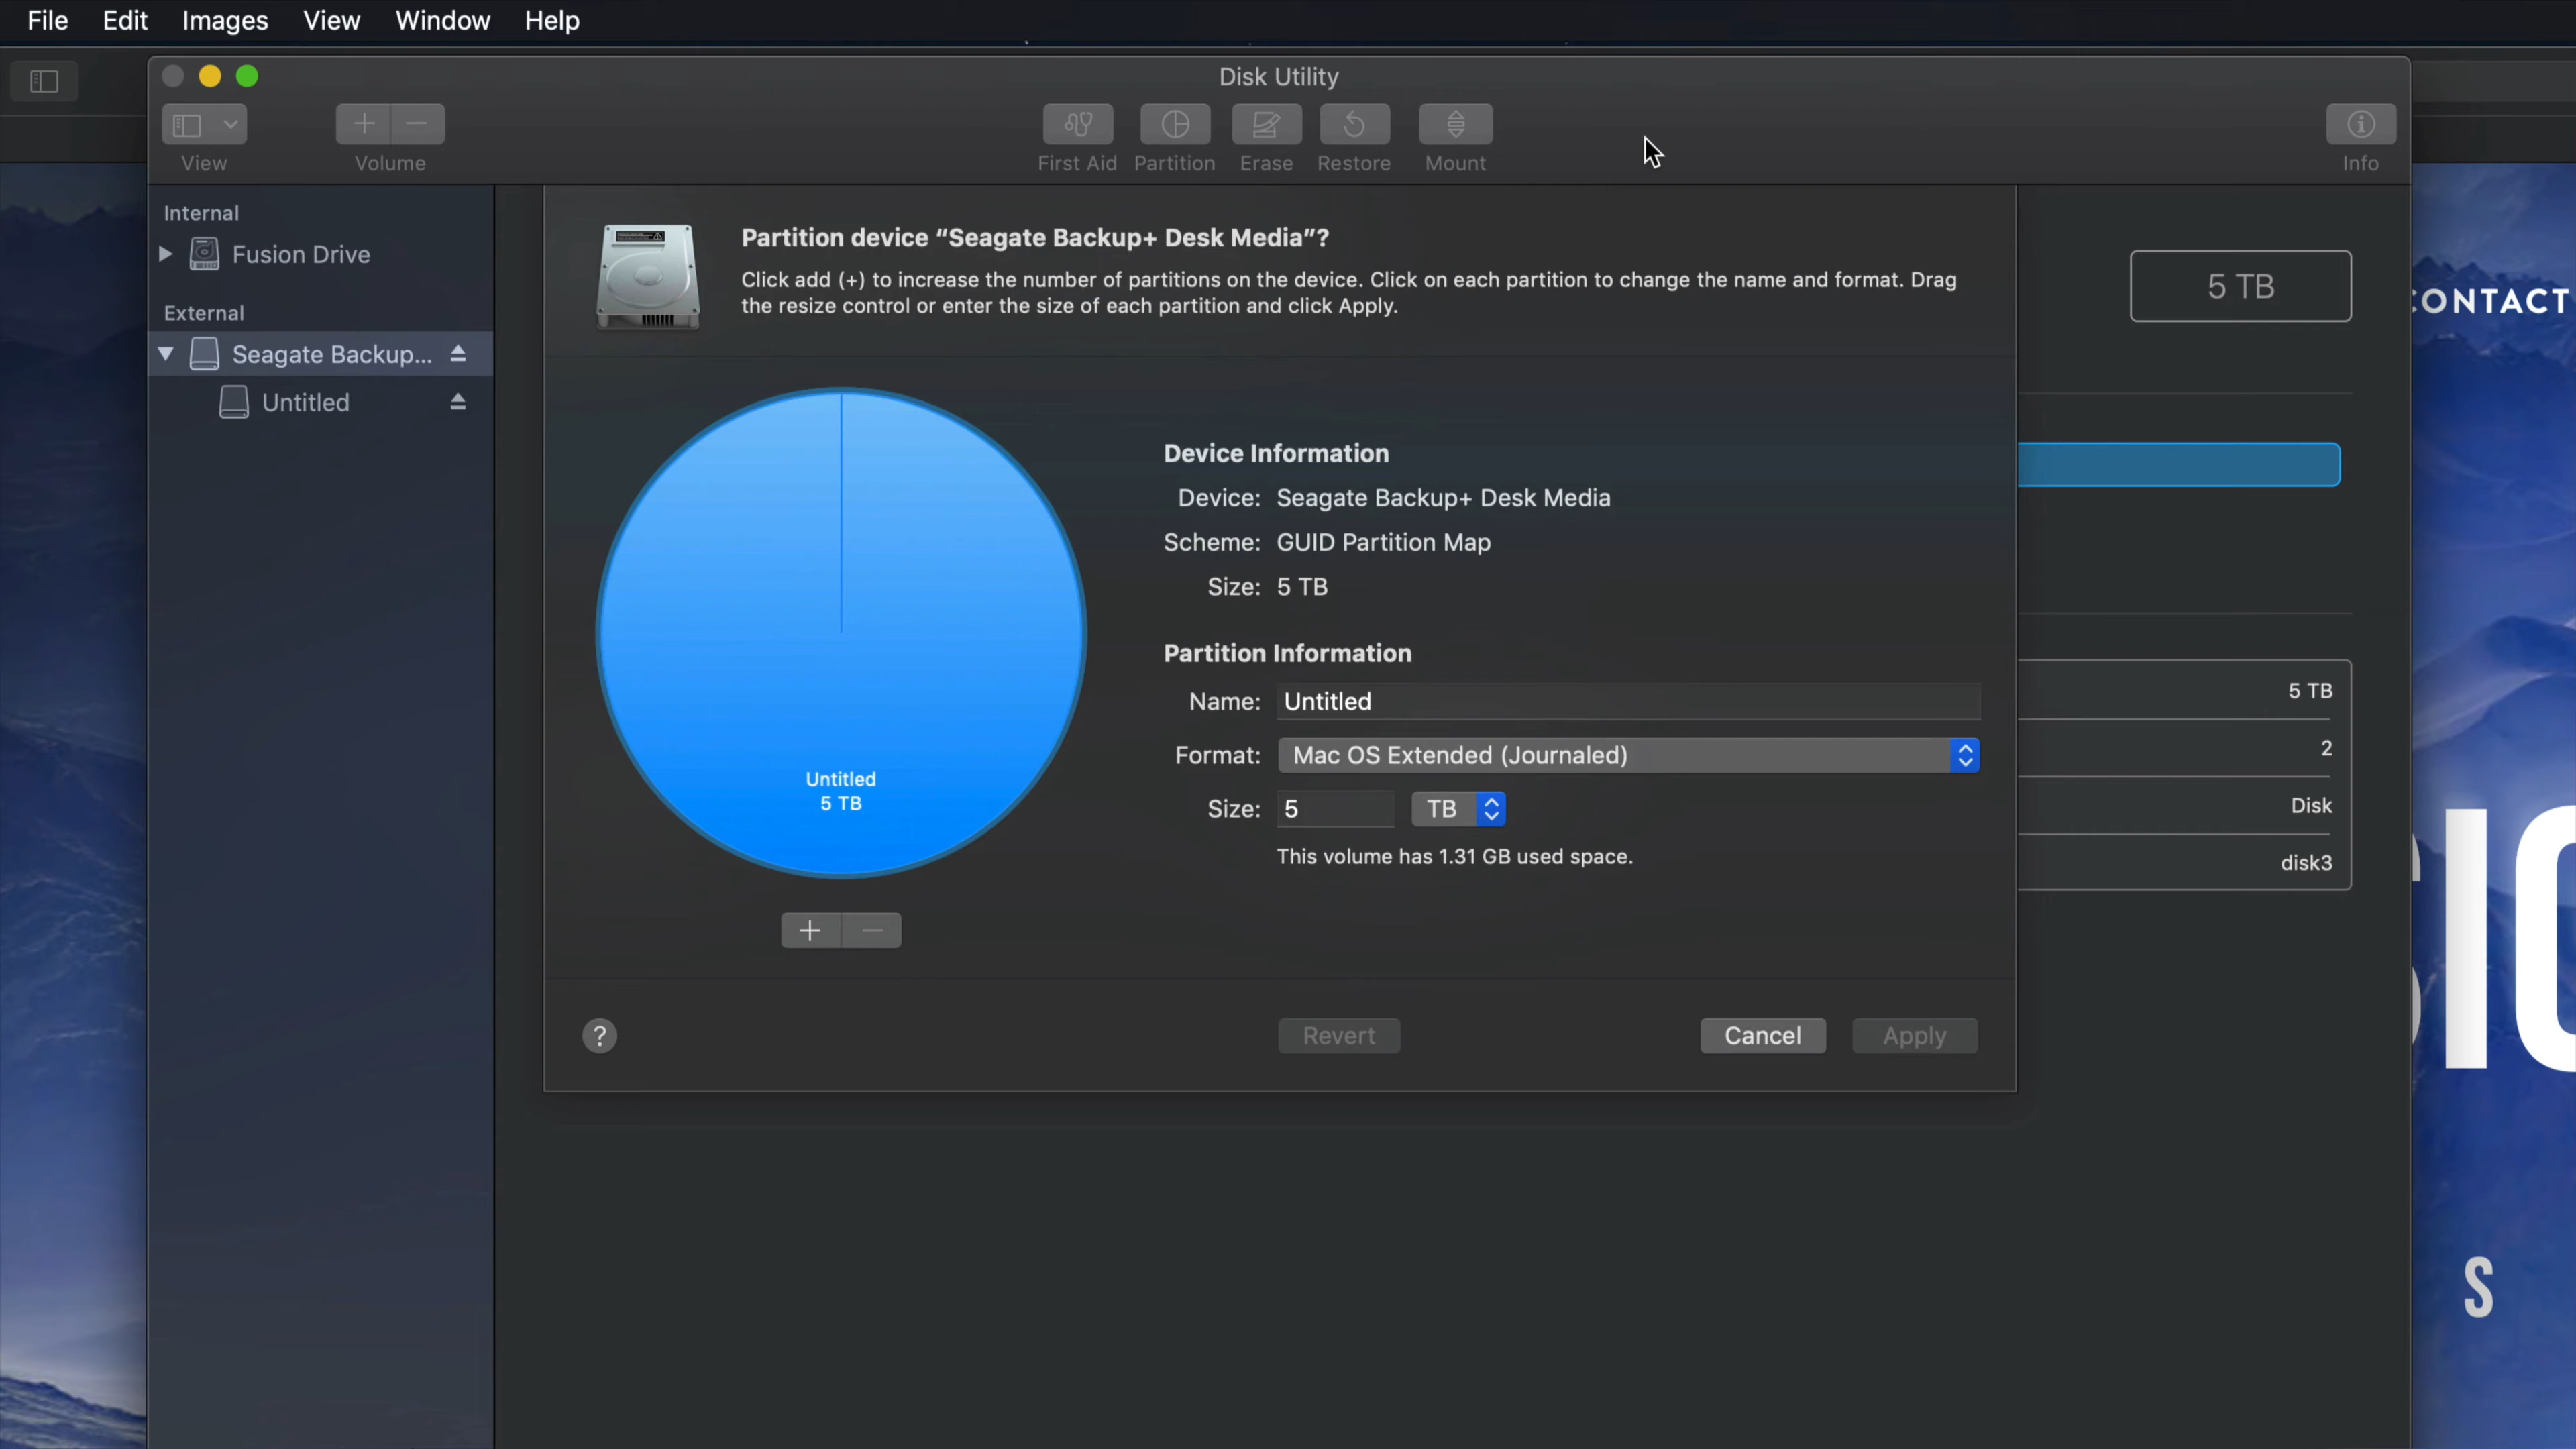 File Edit Images View Window Help
Disk Utility
View
Volume
First Aid Partition Erase Restore Mount
Info
Internal
Fusion Drive
External
Seagate Backup...
Untitled
Partition device “Seagate Backup+ Desk Media”?
Click add (+) to increase the number of partitions on the device. Click on each partition to change the name and format. Drag
the resize control or enter the size of each partition and click Apply.
5 TB
CONTACT
Device Information
Device: Seagate Backup+ Desk Media
Scheme: GUID Partition Map
Size: 5 TB
Partition Information
Name: Untitled
Format: Mac OS Extended (Journaled)
Size: 5 TB
This volume has 1.31 GB used space.
Untitled
5 TB
5 TB
2
Disk
disk3
? Revert Cancel Apply
S